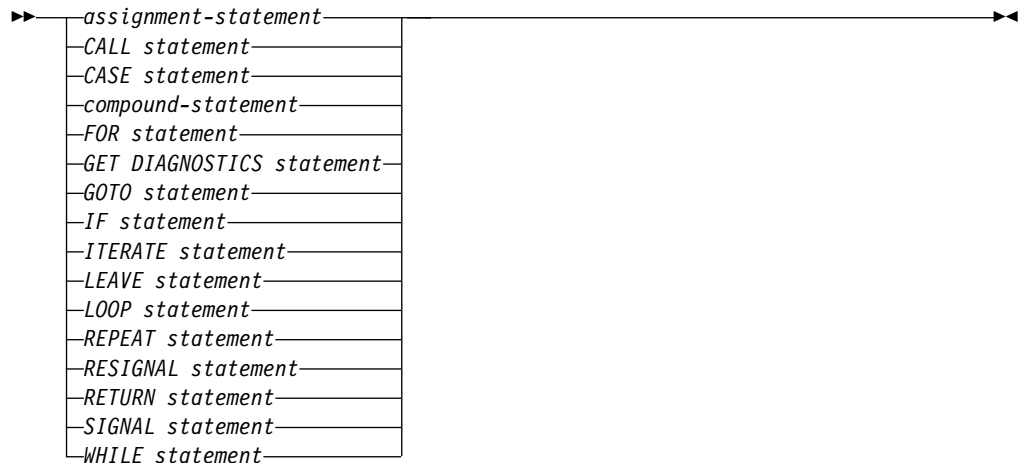 assignment-statement
CALL statement
CASE statement
compound-statement
FOR statement
GET DIAGNOSTICS statement
GOTO statement
IF statement
ITERATE statement
LEAVE statement
LOOP statement
REPEAT statement
RESIGNAL statement
RETURN statement
SIGNAL statement
WHILE statement